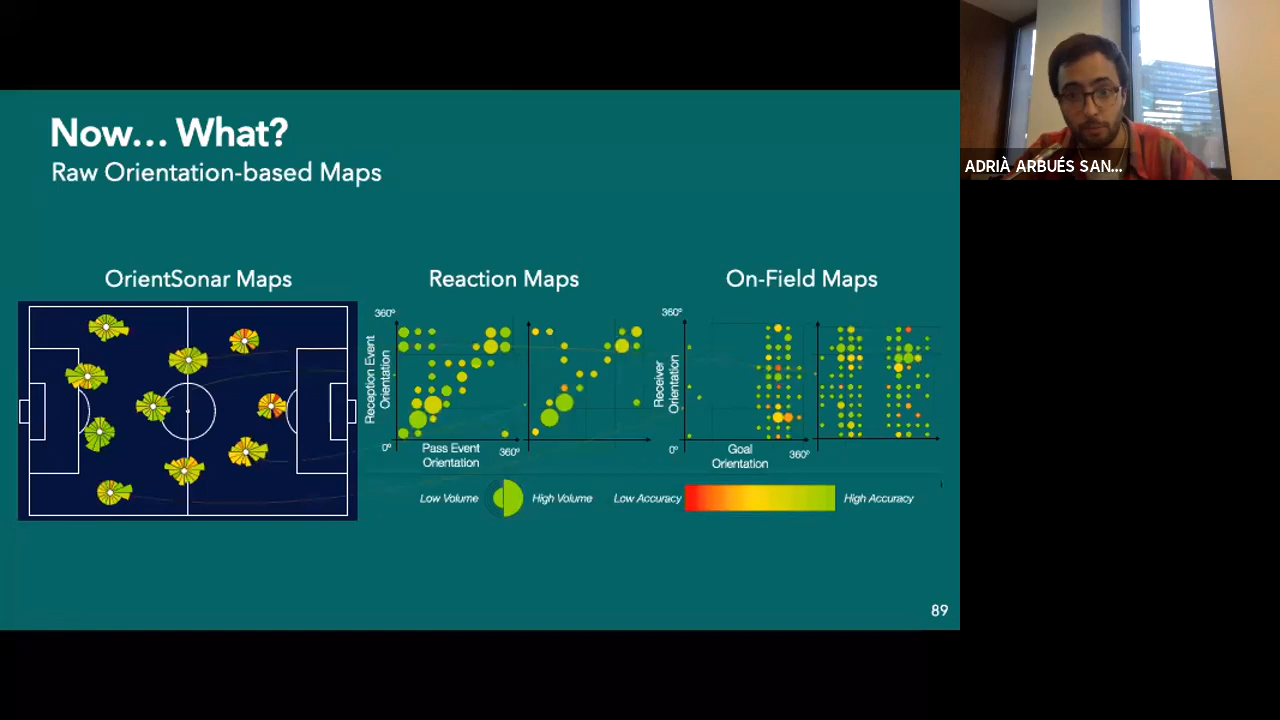 Now... What?
Raw Orientation-based Maps
ADRIÀ ARBUÉS SAN...
OrientSonar Maps
Reaction Maps
On-Field Maps
360º
Reception Event
Orientation
0º
Pass Event
Orientation
360º
360º
Receiver
Orientation
0º
Goal
Orientation
360º
Low Volume
High Volume
Low Accuracy
High Accuracy
89